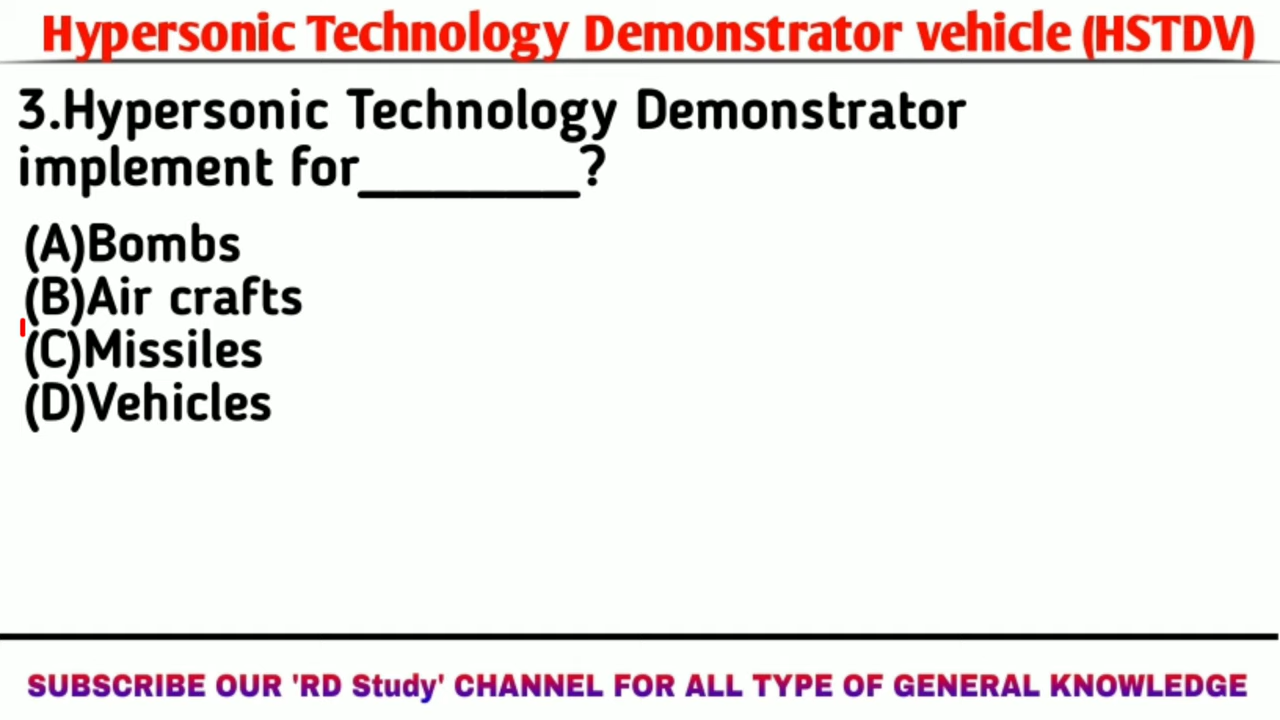 Hypersonic Technology Demonstrator vehicle (HSTDV)
3.Hypersonic Technology Demonstrator
implement for________?
(A)Bombs
(B)Air crafts
(C)Missiles
(D)Vehicles
SUBSCRIBE OUR 'RD Study' CHANNEL FOR ALL TYPE OF GENERAL KNOWLEDGE